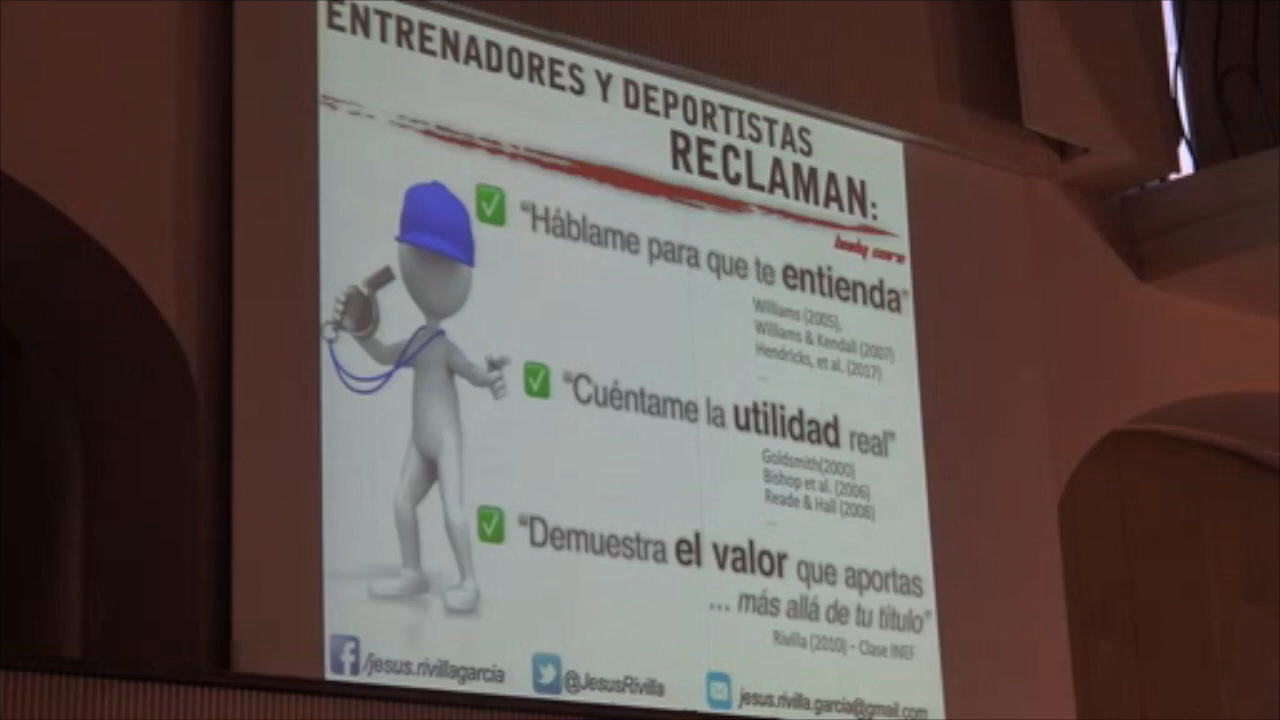 ENTRENADORES Y DEPORTISTAS
RECLAMAN:
body care
"Háblame para que te entienda"
Williams (2005),
Williams & Kendall (2007)
Hendricks, et al. (2017)
"Cuéntame la utilidad real"
Goldsmith(2000)
Bishop et al. (2006)
Reade & Hall (2008)
"Demuestra el valor que aportas
... más allá de tu título"
Rivilla (2010) – Clase INEF
/jesus.rivillagarcia
@JesusRivilla
jesus.rivilla.garcia@gmail.com